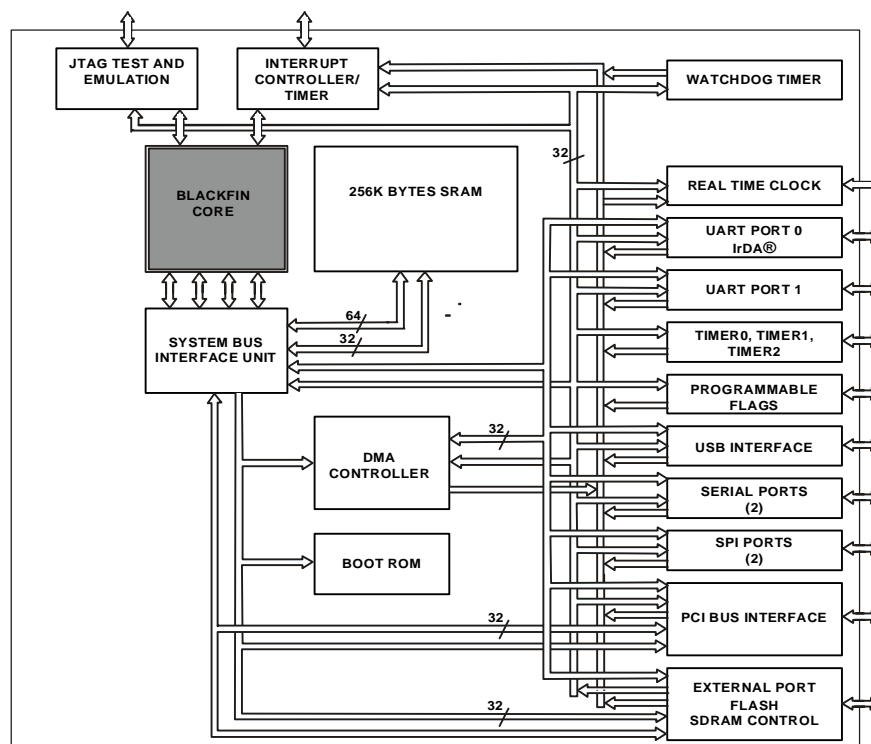 JTAG TEST AND
EMULATION
INTERRUPT
CONTROLLER/
TIMER
WATCHDOG TIMER
32
BLACKFIN
CORE
256K BYTES SRAM
REAL TIME CLOCK
UART PORT 0
IrDA®
UART PORT 1
64
32
SYSTEM BUS
INTERFACE UNIT
TIMER0, TIMER1,
TIMER2
PROGRAMMABLE
FLAGS
32
DMA
CONTROLLER
USB INTERFACE
SERIAL PORTS
(2)
SPI PORTS
(2)
BOOT ROM
PCI BUS INTERFACE
32
EXTERNAL PORT
FLASH
SDRAM CONTROL
32